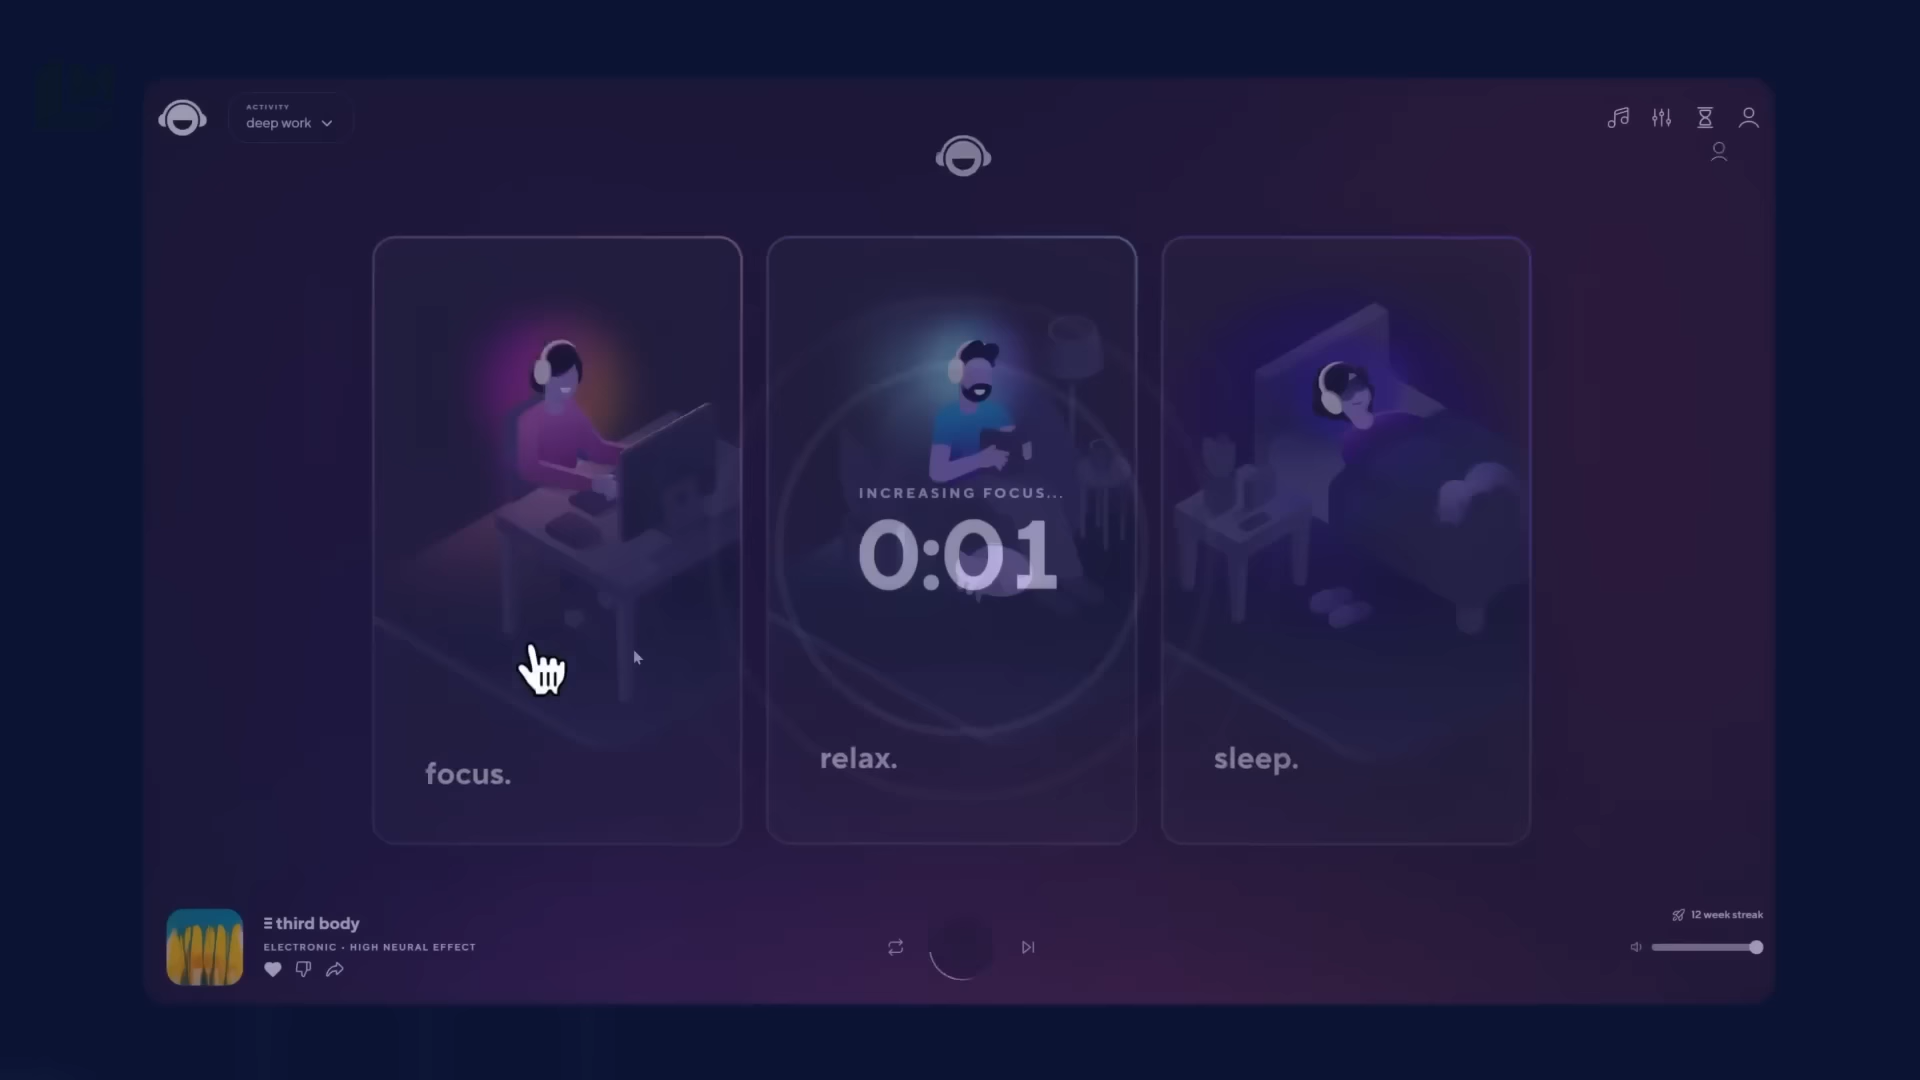 ACTIVITY
deep work
INCREASING FOCUS...
0:01
focus.
relax.
sleep.
third body
ELECTRONIC • HIGH NEURAL EFFECT
12 week streak